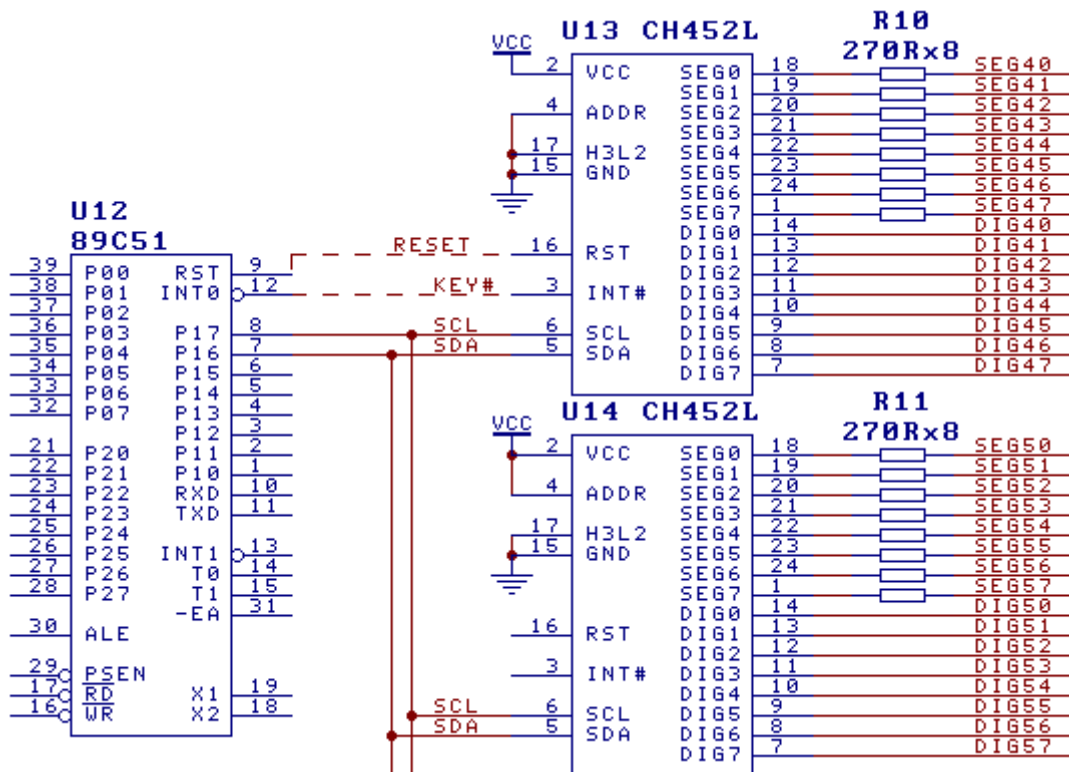 U13 CH452L
R10
270Rx8
VCC
2 VCC SEG0 18 SEG40
SEG1 19 SEG41
4 ADDR SEG2 20 SEG42
SEG3 21 SEG43
17 H3L2 SEG4 22 SEG44
15 GND SEG5 23 SEG45
SEG6 24 SEG46
SEG7 1 SEG47
DIG0 14 DIG40
RESET 16 RST DIG1 13 DIG41
DIG2 12 DIG42
KEY# 3 INT# DIG3 11 DIG43
DIG4 10 DIG44
SCL 6 SCL DIG5 9 DIG45
SDA 5 SDA DIG6 8 DIG46
DIG7 7 DIG47
U12
89C51
39 P00 RST 9
38 P01 INT0 12
37 P02
36 P03 P17 8
35 P04 P16 7
34 P05 P15 6
33 P06 P14 5
32 P07 P13 4
P12 3
21 P20 P11 2
22 P21 P10 1
23 P22 RXD 10
24 P23 TXD 11
25 P24
26 P25 INT1 13
27 P26 T0 14
28 P27 T1 15
-EA 31
30 ALE
29 PSEN
17 RD X1 19
16 WR X2 18
U14 CH452L
R11
270Rx8
VCC
2 VCC SEG0 18 SEG50
SEG1 19 SEG51
4 ADDR SEG2 20 SEG52
SEG3 21 SEG53
17 H3L2 SEG4 22 SEG54
15 GND SEG5 23 SEG55
SEG6 24 SEG56
SEG7 1 SEG57
DIG0 14 DIG50
16 RST DIG1 13 DIG51
DIG2 12 DIG52
3 INT# DIG3 11 DIG53
DIG4 10 DIG54
SCL 6 SCL DIG5 9 DIG55
SDA 5 SDA DIG6 8 DIG56
DIG7 7 DIG57